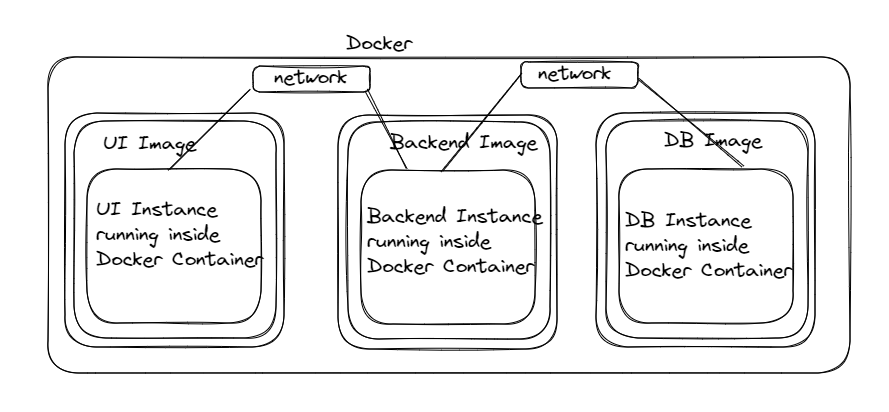 Docker
network
network
UI Image
Backend Image
DB Image
UI Instance
running inside
Docker Container
Backend Instance
running inside
Docker Container
DB Instance
running inside
Docker Container